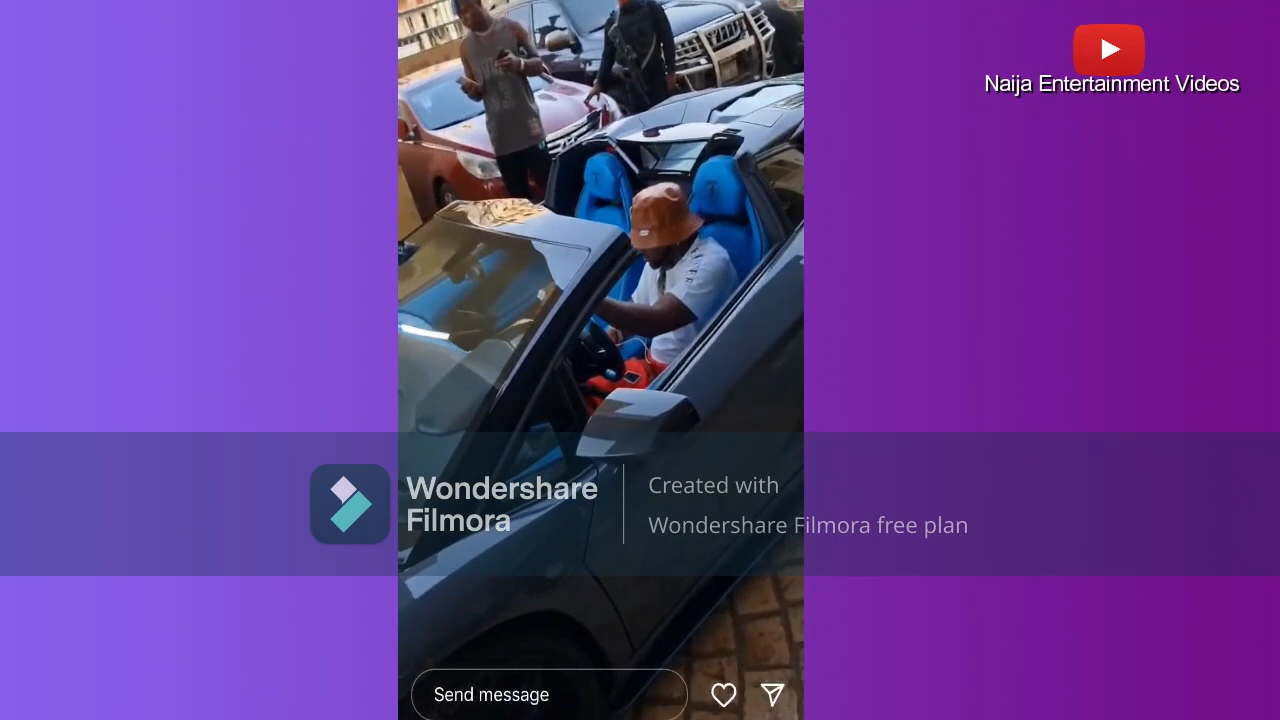 Naija Entertainment Videos
Wondershare
Filmora
Created with
Wondershare Filmora free plan
Send message